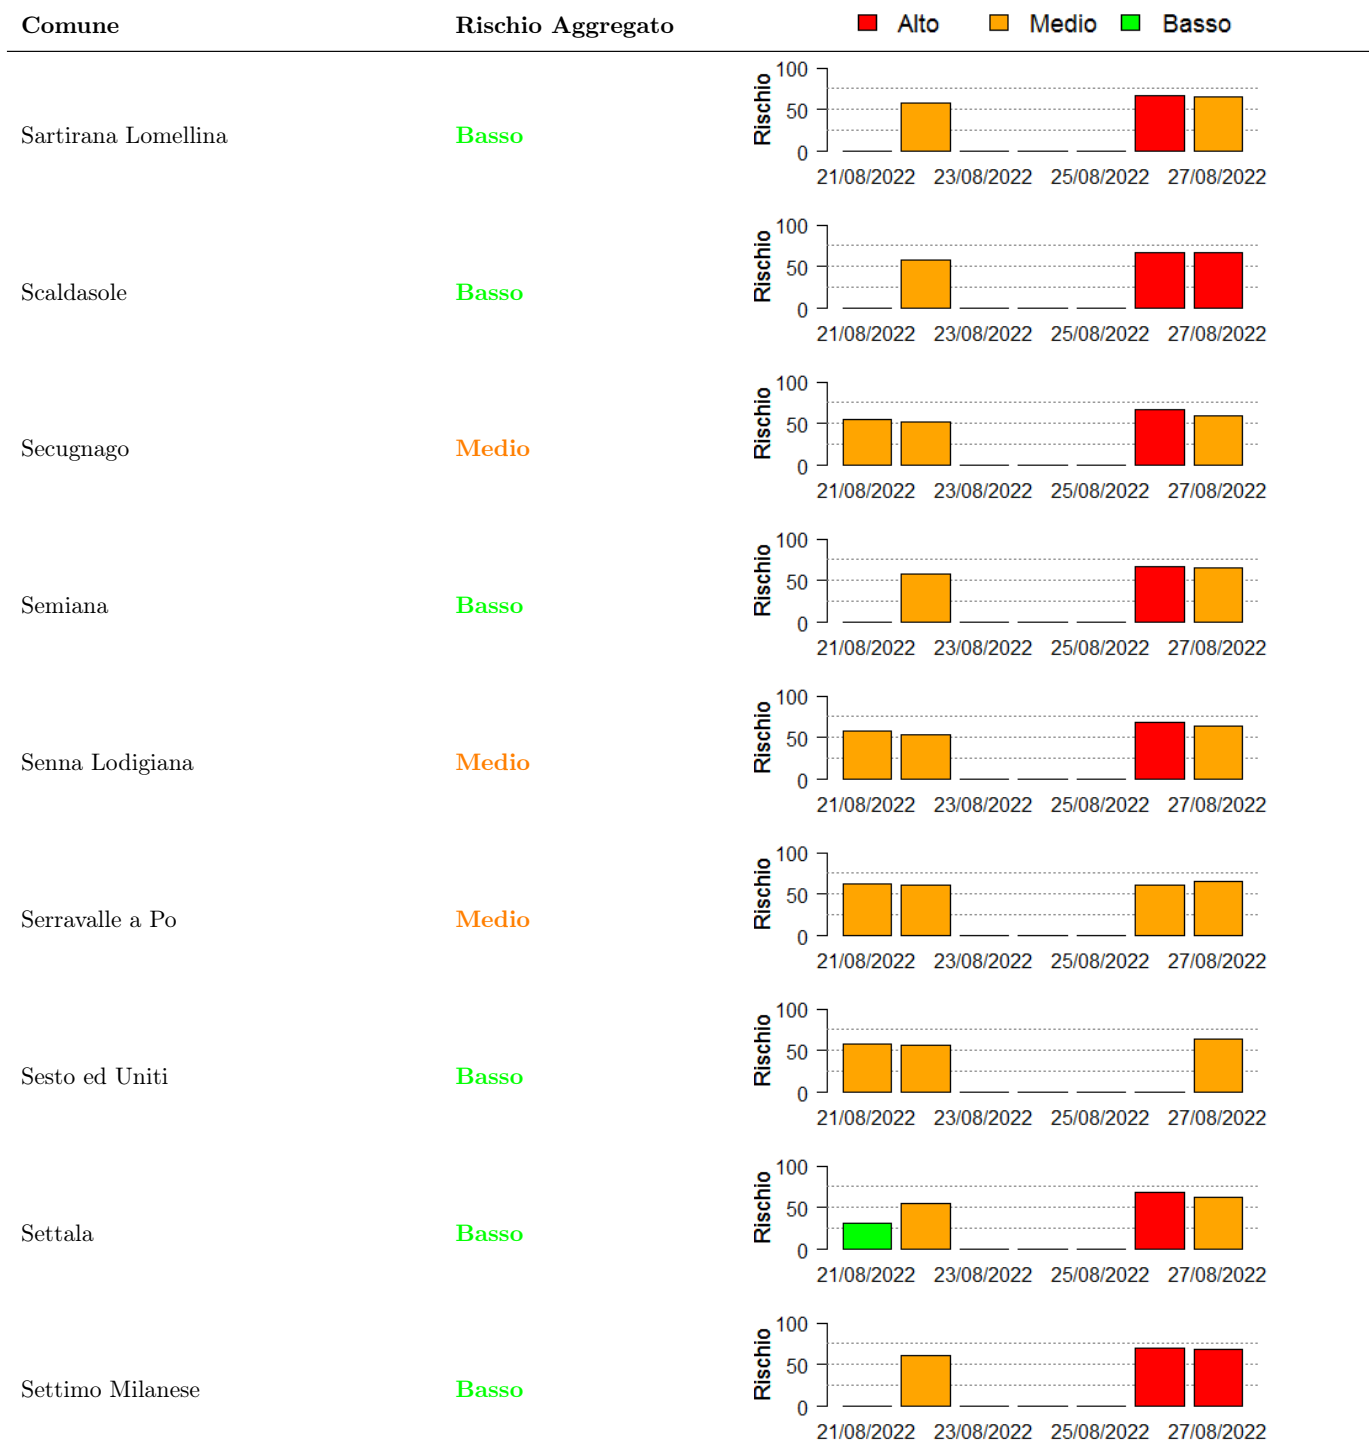 Comune Rischio Aggregato Alto Medio Basso
Sartirana Lomellina Basso Rischio 100 50 0
21/08/2022 23/08/2022 25/08/2022 27/08/2022
Scaldasole Basso Rischio 100 50 0
21/08/2022 23/08/2022 25/08/2022 27/08/2022
Secugnago Medio Rischio 100 50 0
21/08/2022 23/08/2022 25/08/2022 27/08/2022
Semiana Basso Rischio 100 50 0
21/08/2022 23/08/2022 25/08/2022 27/08/2022
Senna Lodigiana Medio Rischio 100 50 0
21/08/2022 23/08/2022 25/08/2022 27/08/2022
Serravalle a Po Medio Rischio 100 50 0
21/08/2022 23/08/2022 25/08/2022 27/08/2022
Sesto ed Uniti Basso Rischio 100 50 0
21/08/2022 23/08/2022 25/08/2022 27/08/2022
Settala Basso Rischio 100 50 0
21/08/2022 23/08/2022 25/08/2022 27/08/2022
Settimo Milanese Basso Rischio 100 50 0
21/08/2022 23/08/2022 25/08/2022 27/08/2022